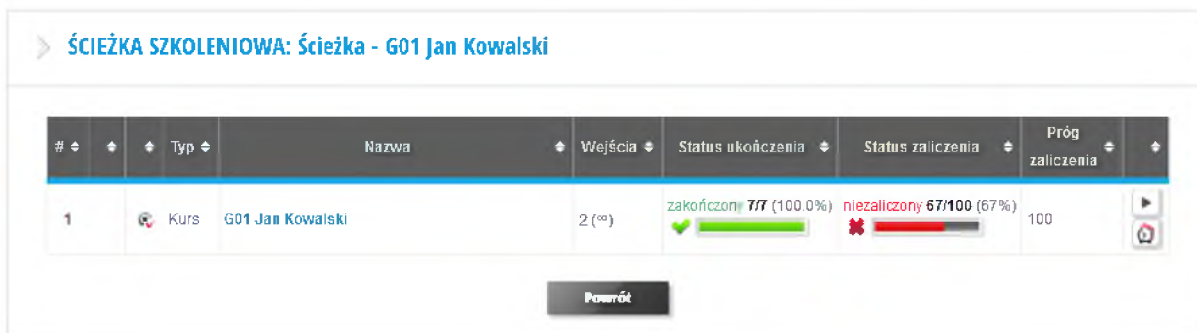 ŚCIEŻKA SZKOLENIOWA: Ścieżka - G01 Jan Kowalski
# Typ Nazwa Wejścia Status ukończenia Status zaliczenia Próg zaliczenia
1 Kurs G01 Jan Kowalski 2 (∞) zakończony 7/7 (100.0%) niezaliczony 67/100 (67%) 100
Powrót